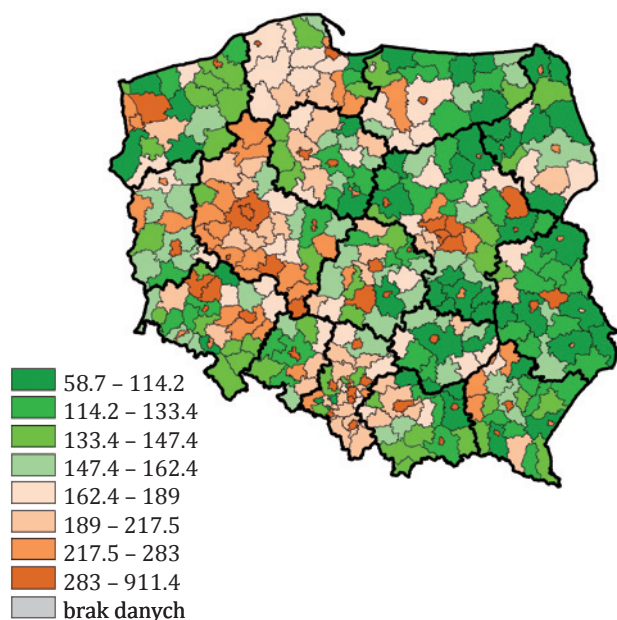 58.7 – 114.2
114.2 – 133.4
133.4 – 147.4
147.4 – 162.4
162.4 – 189
189 – 217.5
217.5 – 283
283 – 911.4
brak danych